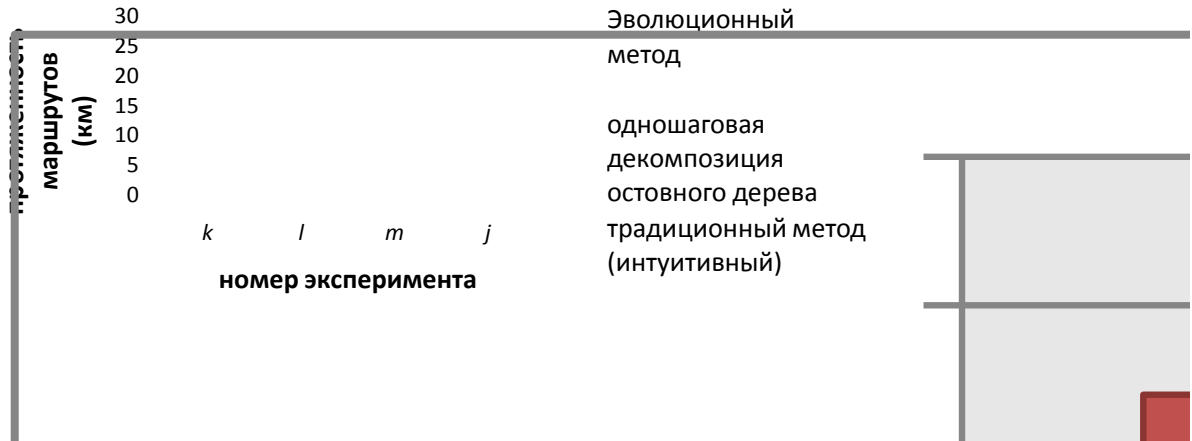 30
25
20
15
10
5
0
протяженность
маршрутов
(км)
k l m j
номер эксперимента
Эволюционный
метод
одношаговая
декомпозиция
остовного дерева
традиционный метод
(интуитивный)